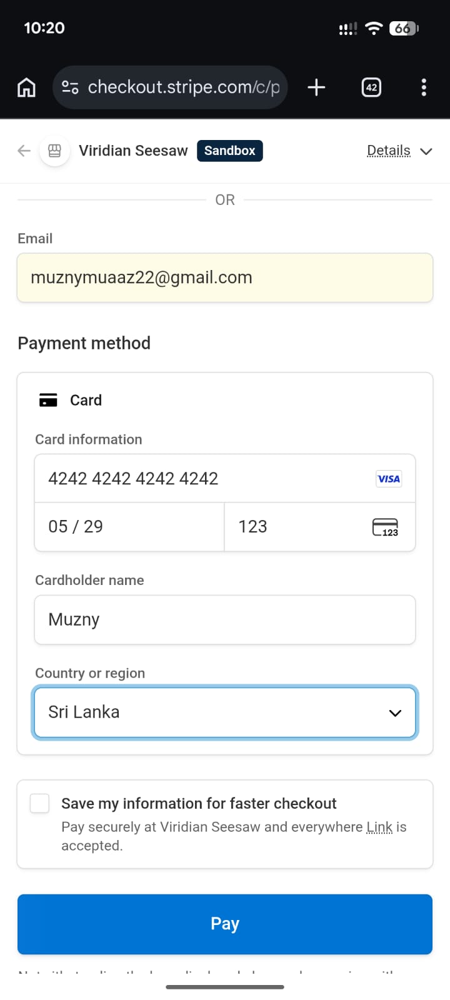 10:20
66
checkout.stripe.com/c/p
42
Viridian Seesaw
Sandbox
Details
OR
Email
muznymuaaz22@gmail.com
Payment method
Card
Card information
4242 4242 4242 4242
VISA
05 / 29
123
123
Cardholder name
Muzny
Country or region
Sri Lanka
Save my information for faster checkout
Pay securely at Viridian Seesaw and everywhere Link is
accepted.
Pay